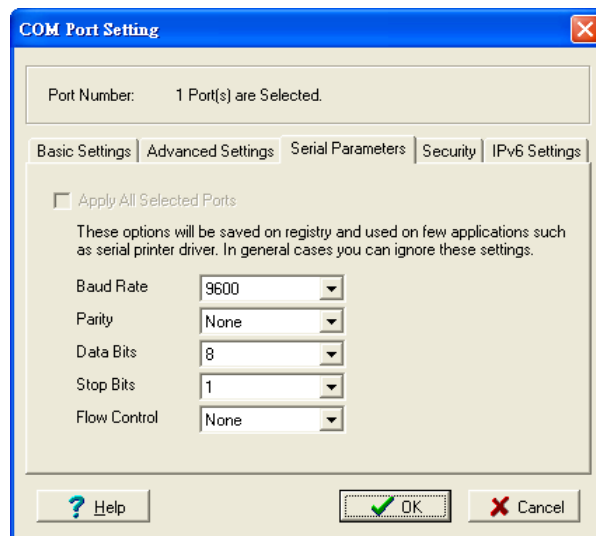 COM Port Setting
Port Number: 1 Port(s) are Selected.
Basic Settings Advanced Settings Serial Parameters Security IPv6 Settings
Apply All Selected Ports
These options will be saved on registry and used on few applications such
as serial printer driver. In general cases you can ignore these settings.
Baud Rate 9600
Parity None
Data Bits 8
Stop Bits 1
Flow Control None
? Help OK Cancel